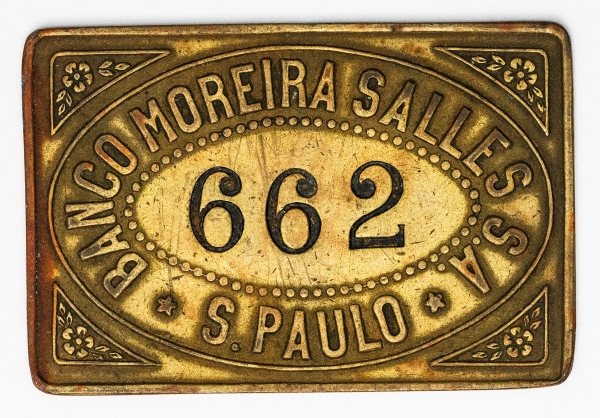 BANCO MOREIRA SALLES S.A
662
S. PAULO